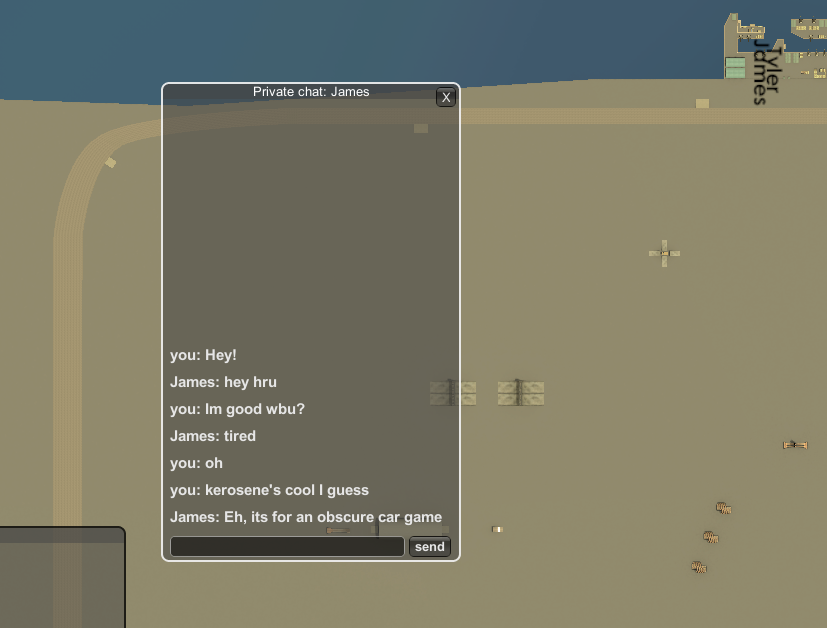 Private chat: James
X
Tyler
James
you: Hey!
James: hey hru
you: Im good wbu?
James: tired
you: oh
you: kerosene's cool I guess
James: Eh, its for an obscure car game
send